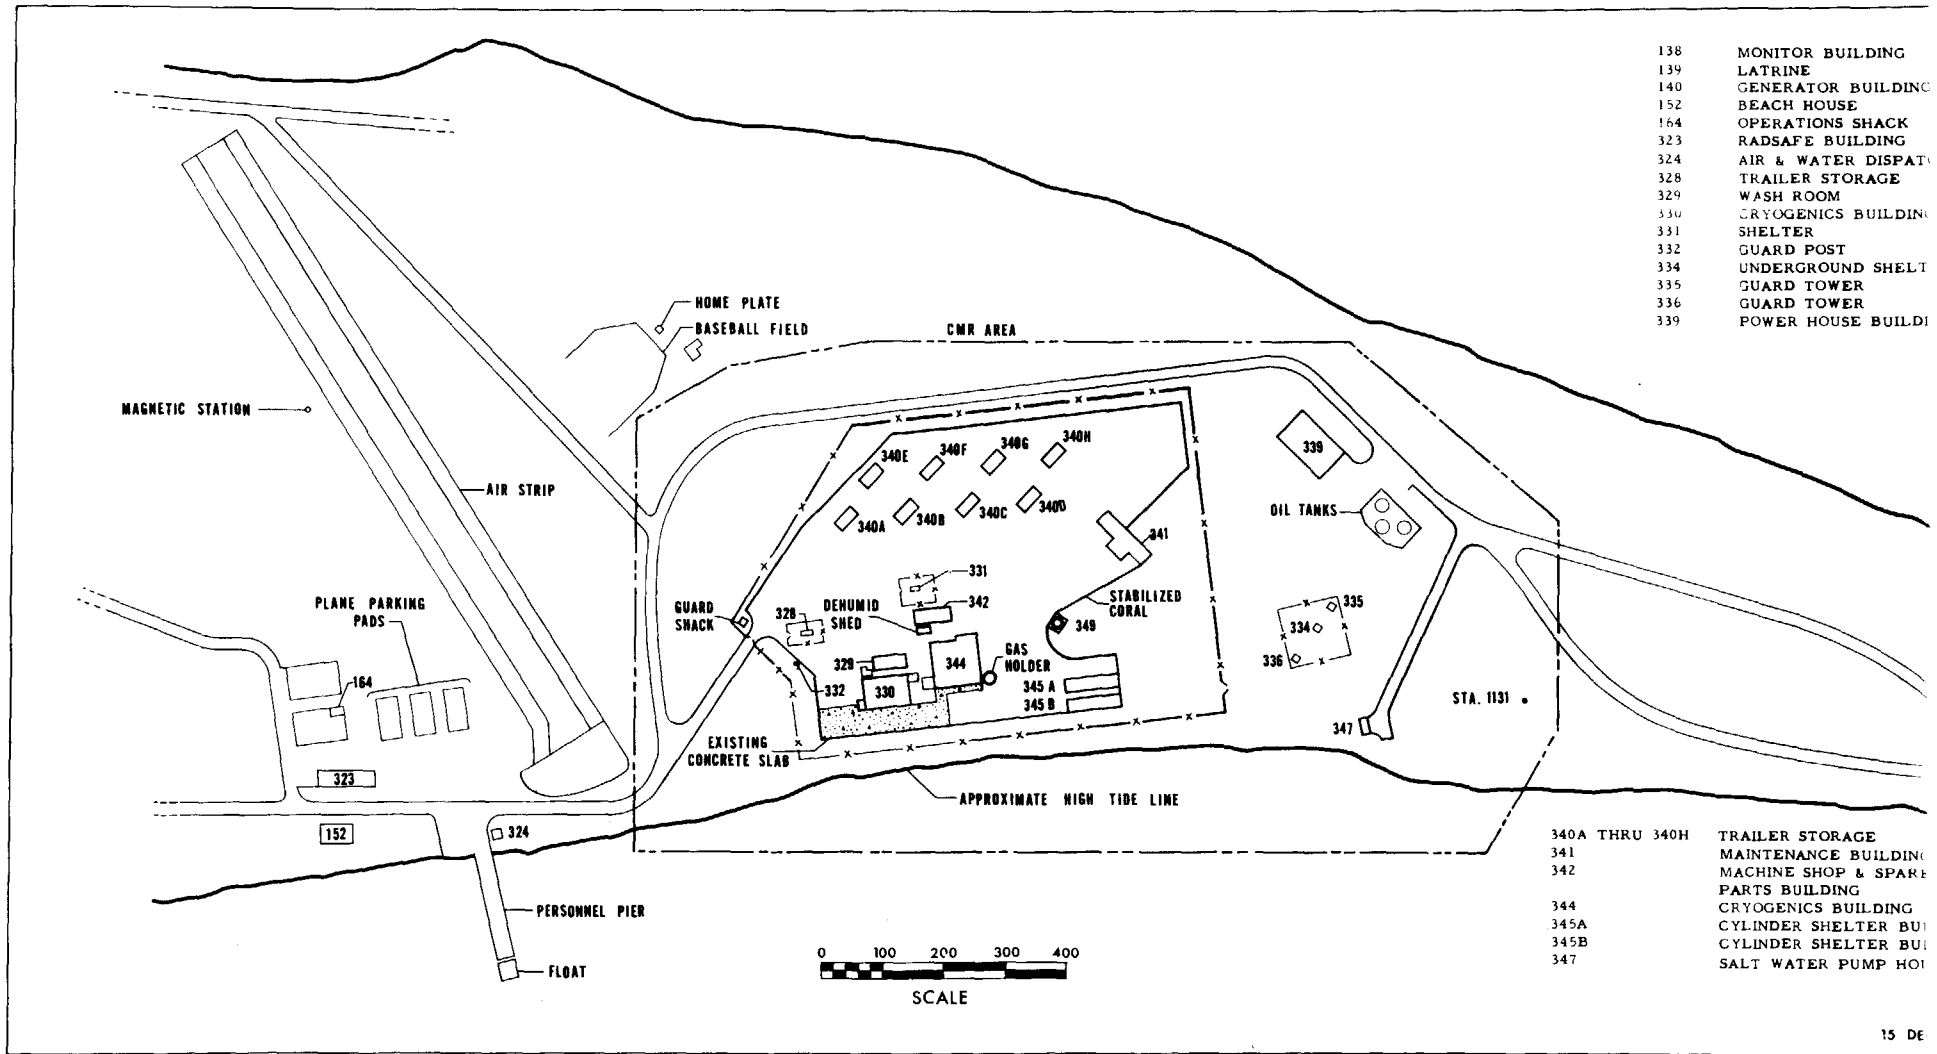 138 MONITOR BUILDING
139 LATRINE
140 GENERATOR BUILDING
152 BEACH HOUSE
164 OPERATIONS SHACK
323 RADSAFE BUILDING
324 AIR & WATER DISPAT
328 TRAILER STORAGE
329 WASH ROOM
330 CRYOGENICS BUILDIN
331 SHELTER
332 GUARD POST
334 UNDERGROUND SHELT
335 GUARD TOWER
336 GUARD TOWER
339 POWER HOUSE BUILDI
HOME PLATE
BASEBALL FIELD
CMR AREA
MAGNETIC STATION
AIR STRIP
340E
340F
340G
340H
339
340A
340B
340C
340D
341
OIL TANKS
331
342
328
DEHUMID
SHED
STABILIZED
CORAL
349
GUARD
SHACK
PLANE PARKING
PADS
335
334
336
329
344
GAS
HOLDER
332
330
345 A
345 B
164
STA. 1131
347
EXISTING
CONCRETE SLAB
323
APPROXIMATE HIGH TIDE LINE
152
324
PERSONNEL PIER
FLOAT
0 100 200 300 400
SCALE
340A THRU 340H TRAILER STORAGE
341 MAINTENANCE BUILDIN
342 MACHINE SHOP & SPARE
PARTS BUILDING
344 CRYOGENICS BUILDING
345A CYLINDER SHELTER BUI
345B CYLINDER SHELTER BUI
347 SALT WATER PUMP HOU
15 DE